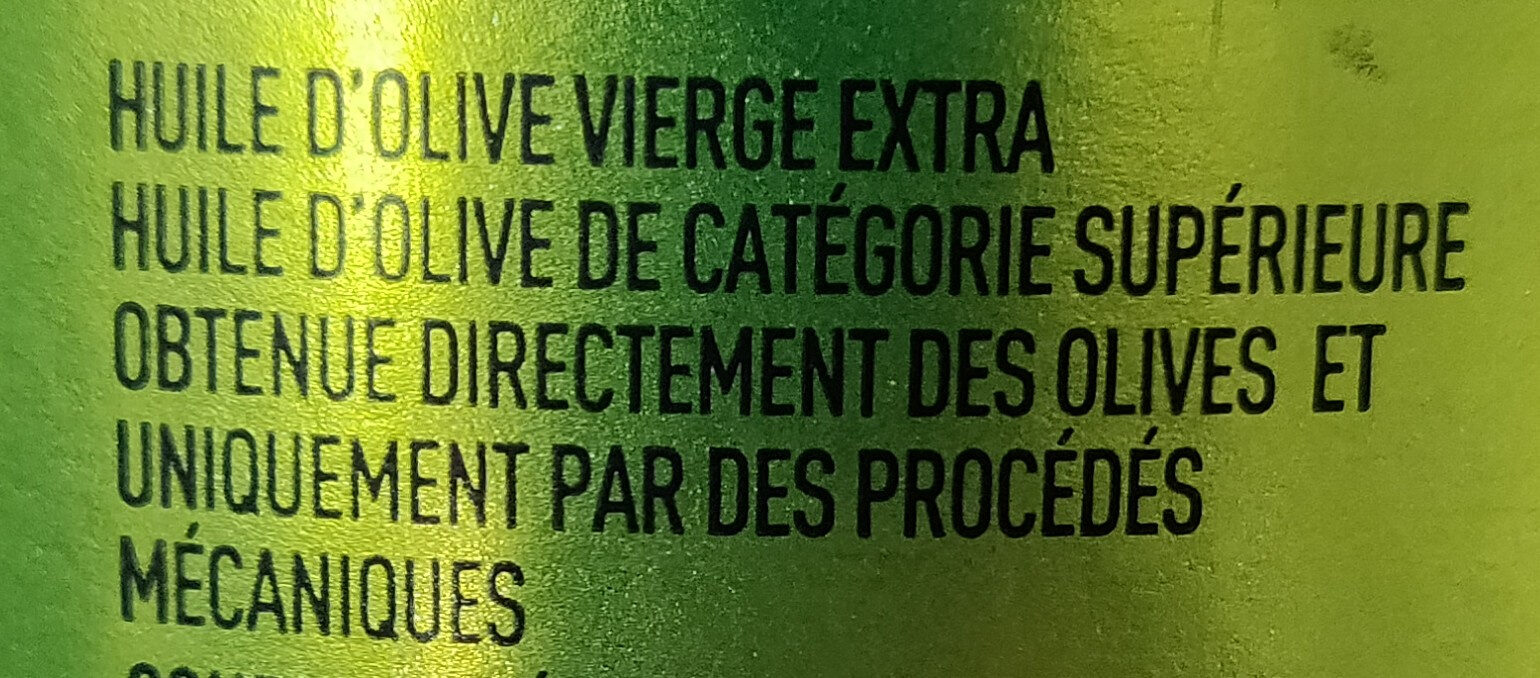 HUILE D'OLIVE VIERGE EXTRA
HUILE D'OLIVE DE CATÉGORIE SUPÉRIEURE
OBTENUE DIRECTEMENT DES OLIVES ET
UNIQUEMENT PAR DES PROCÉDÉS
MÉCANIQUES